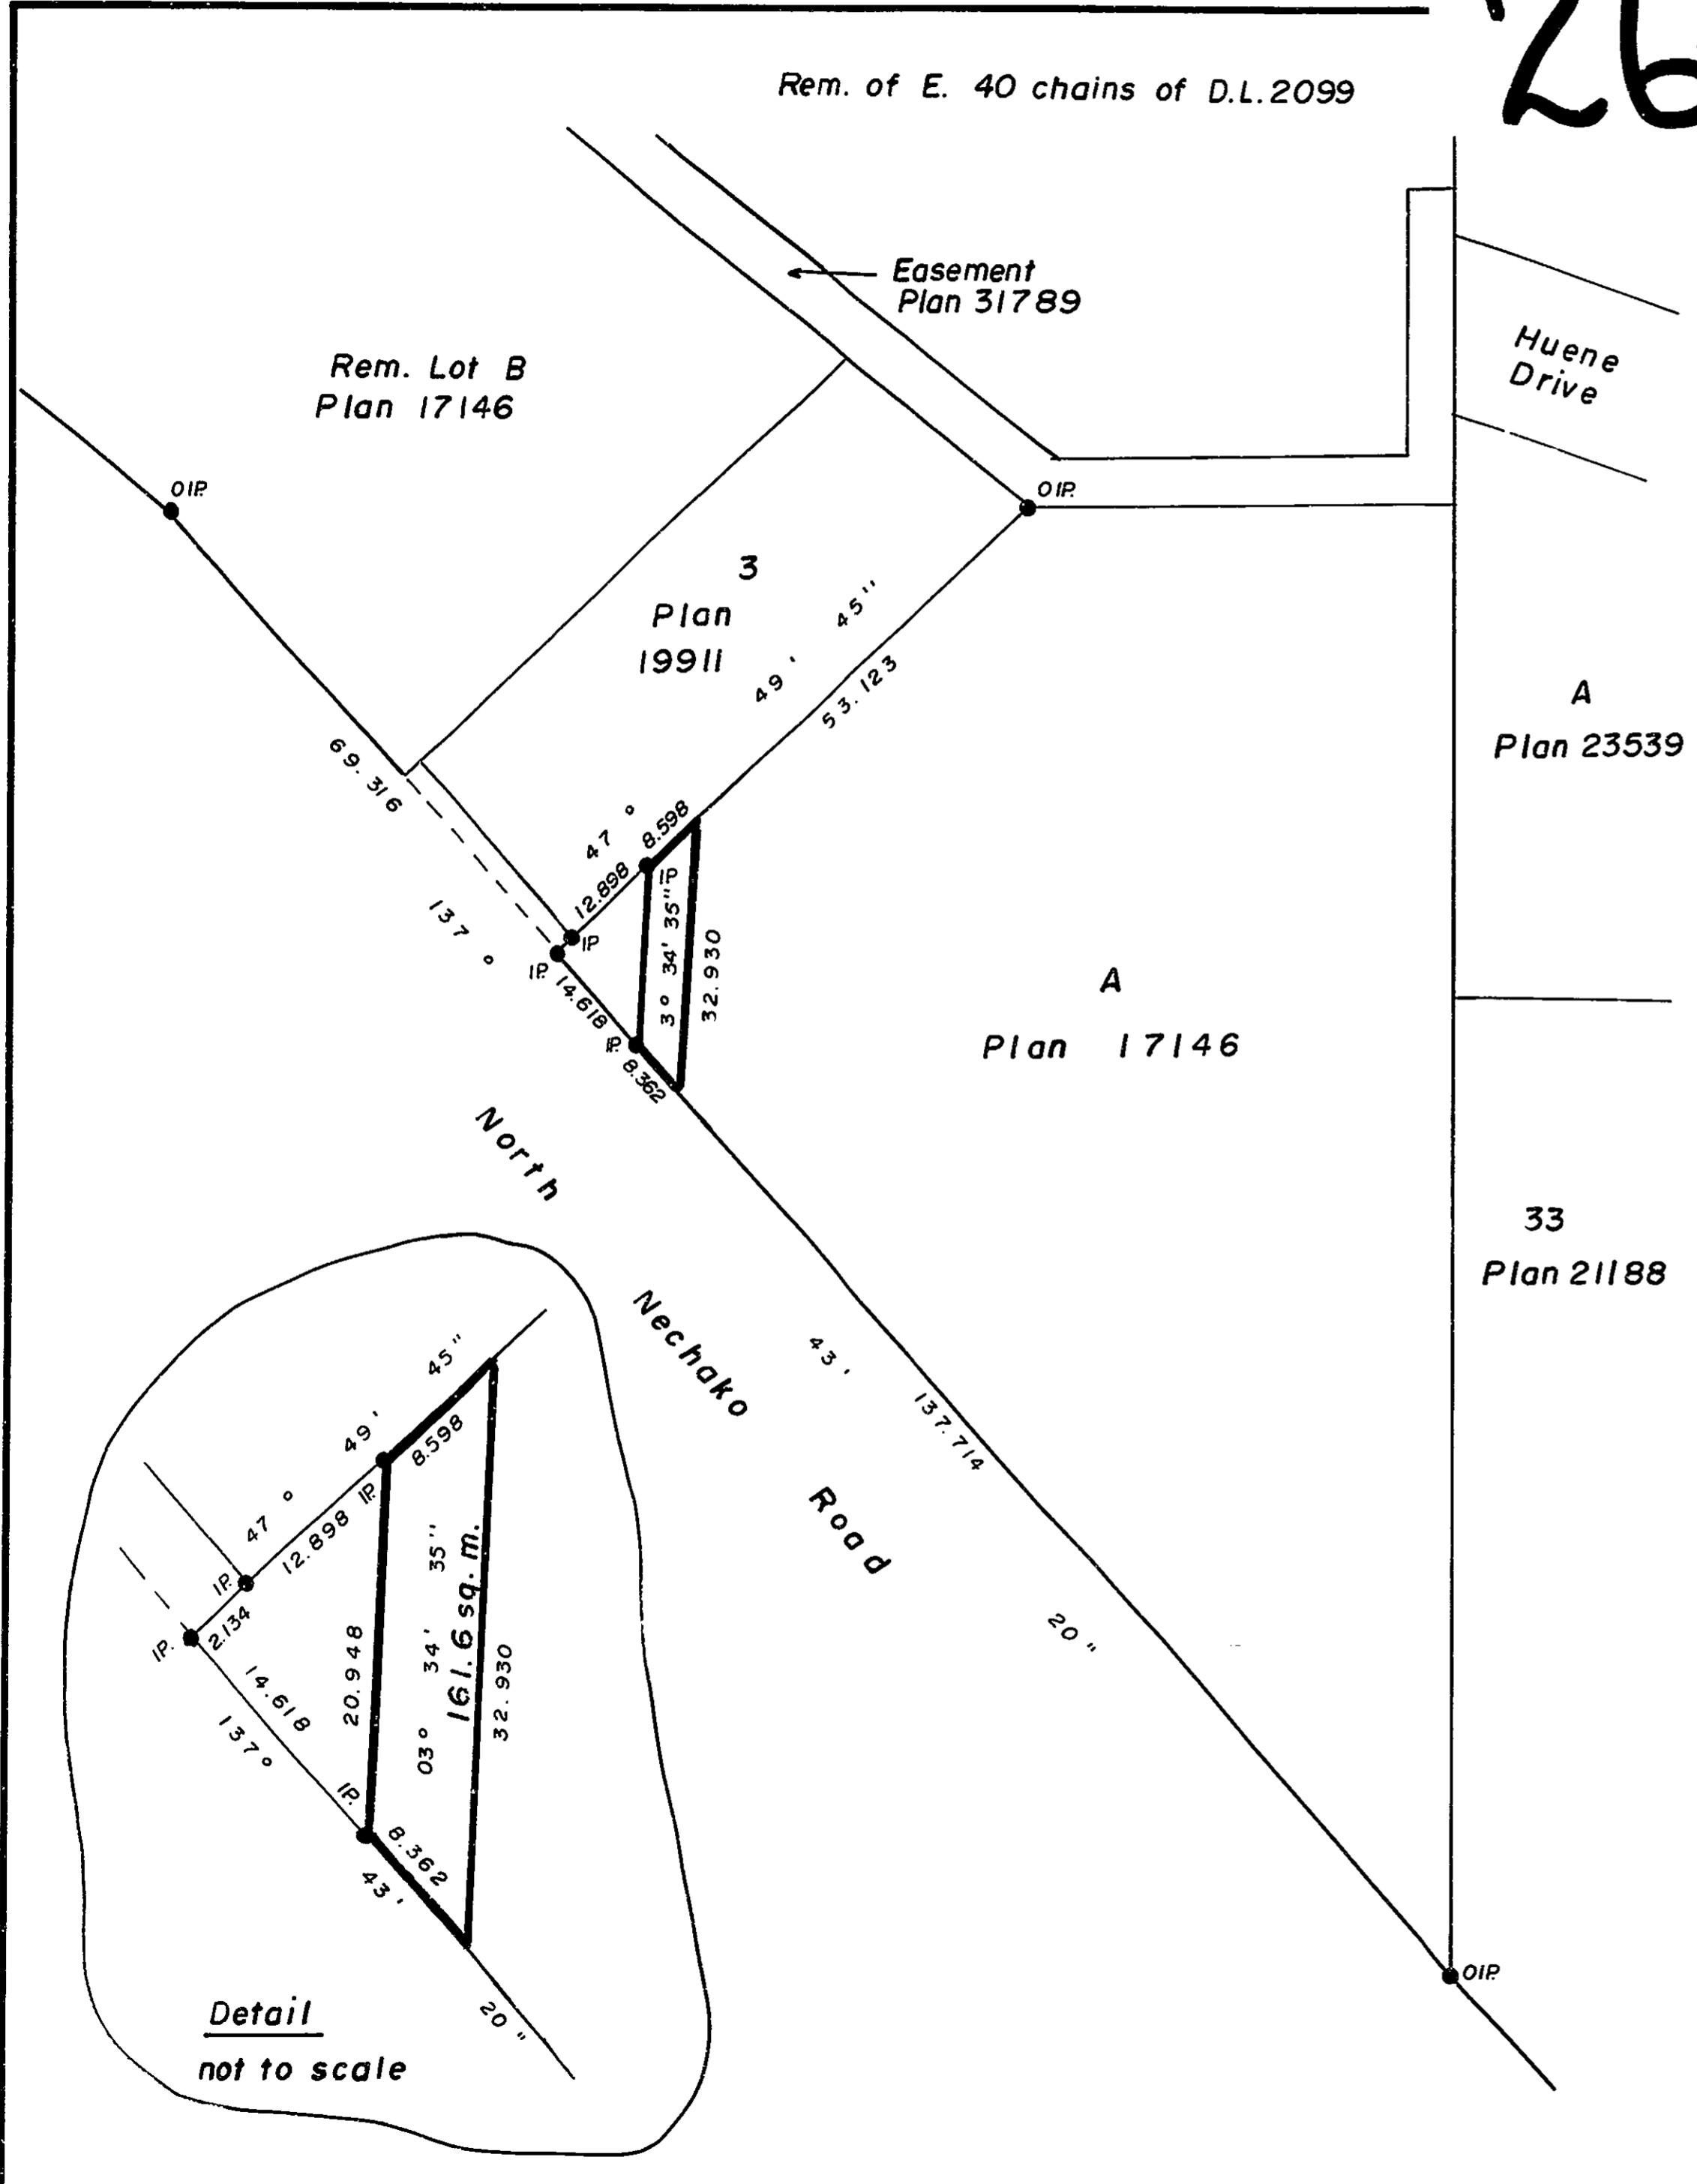 26
Rem. of E. 40 chains of D.L. 2099
Easement
Plan 31789
Huene
Drive
Rem. Lot B
Plan 17146
OIP.
OIP.
3
Plan
19911
49' 45"
53.123
A
Plan 23539
69.316
47°
8.598
12.898
IP
IP.
IP.
137°
14.618
3° 34' 35"
32.930
IP.
8.362
A
Plan 17146
North
Nechako
Road
43'
137.714
20"
33
Plan 21188
OIP.
45"
49'
8.598
IP.
47°
12.898
IP.
2.134
IP.
14.618
137°
20.948
03° 34' 35"
161.6 sq. m.
32.930
IP.
8.362
43'
20"
Detail
not to scale